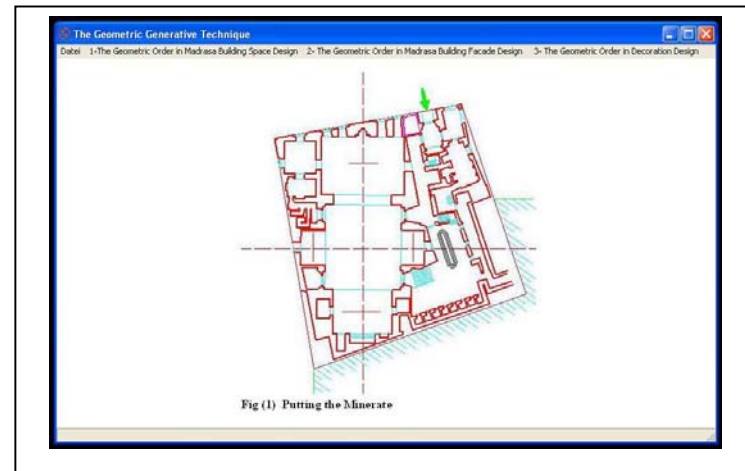 The Geometric Generative Technique
Datei 1-The Geometric Order in Madrasa Building Space Design 2- The Geometric Order in Madrasa Building Facade Design 3- The Geometric Order in Decoration Design
Fig (1) Putting the Minerate